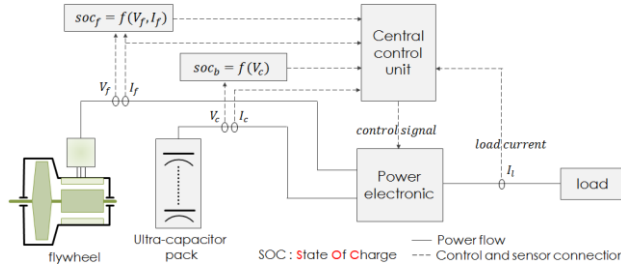 soc_f = f(V_f, I_f)
Central
control
unit
soc_b = f(V_c)
V_f I_f
V_c I_c
control signal
load current
I_l
Power
electronic
load
flywheel
Ultra-capacitor
pack
SOC : State Of Charge
Power flow
Control and sensor connection